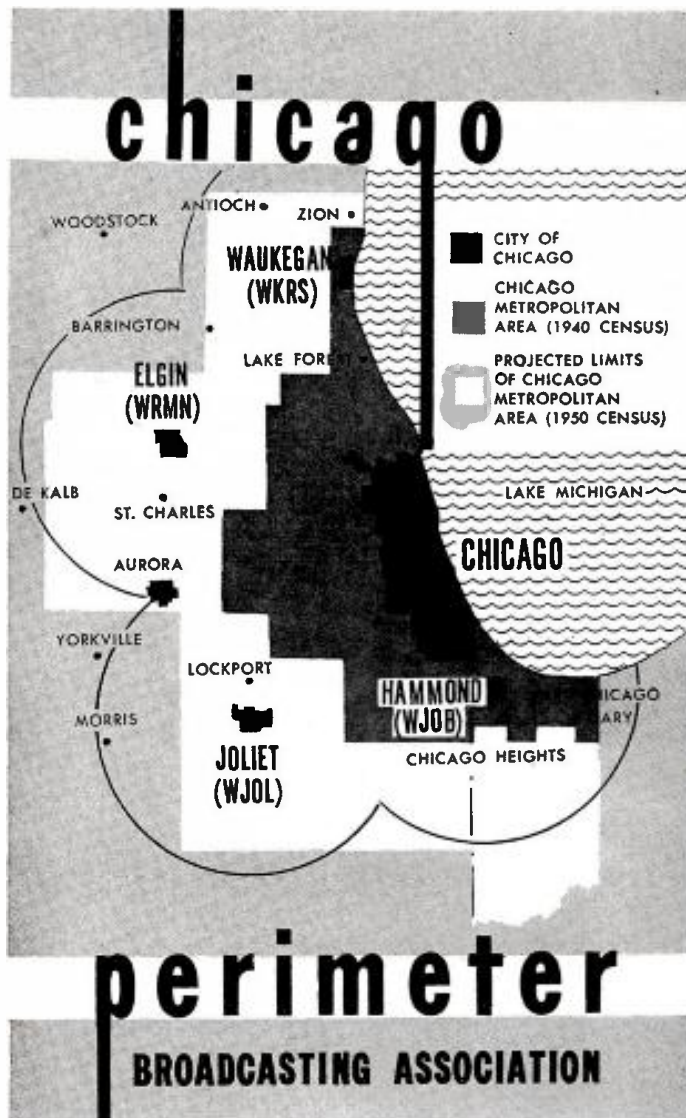 chicago
WOODSTOCK
ANTIOCH
ZION
WAUKEGAN
(WKRS)
BARRINGTON
LAKE FOREST
ELGIN
(WRMN)
DE KALB
ST. CHARLES
AURORA
YORKVILLE
LOCKPORT
MORRIS
JOLIET
(WJOL)
CITY OF
CHICAGO
CHICAGO
METROPOLITAN
AREA (1940 CENSUS)
PROJECTED LIMITS
OF CHICAGO
METROPOLITAN
AREA (1950 CENSUS)
LAKE MICHIGAN
CHICAGO
HAMMOND
(WJOB)
CHICAGO
CHICAGO HEIGHTS
perimeter
BROADCASTING ASSOCIATION